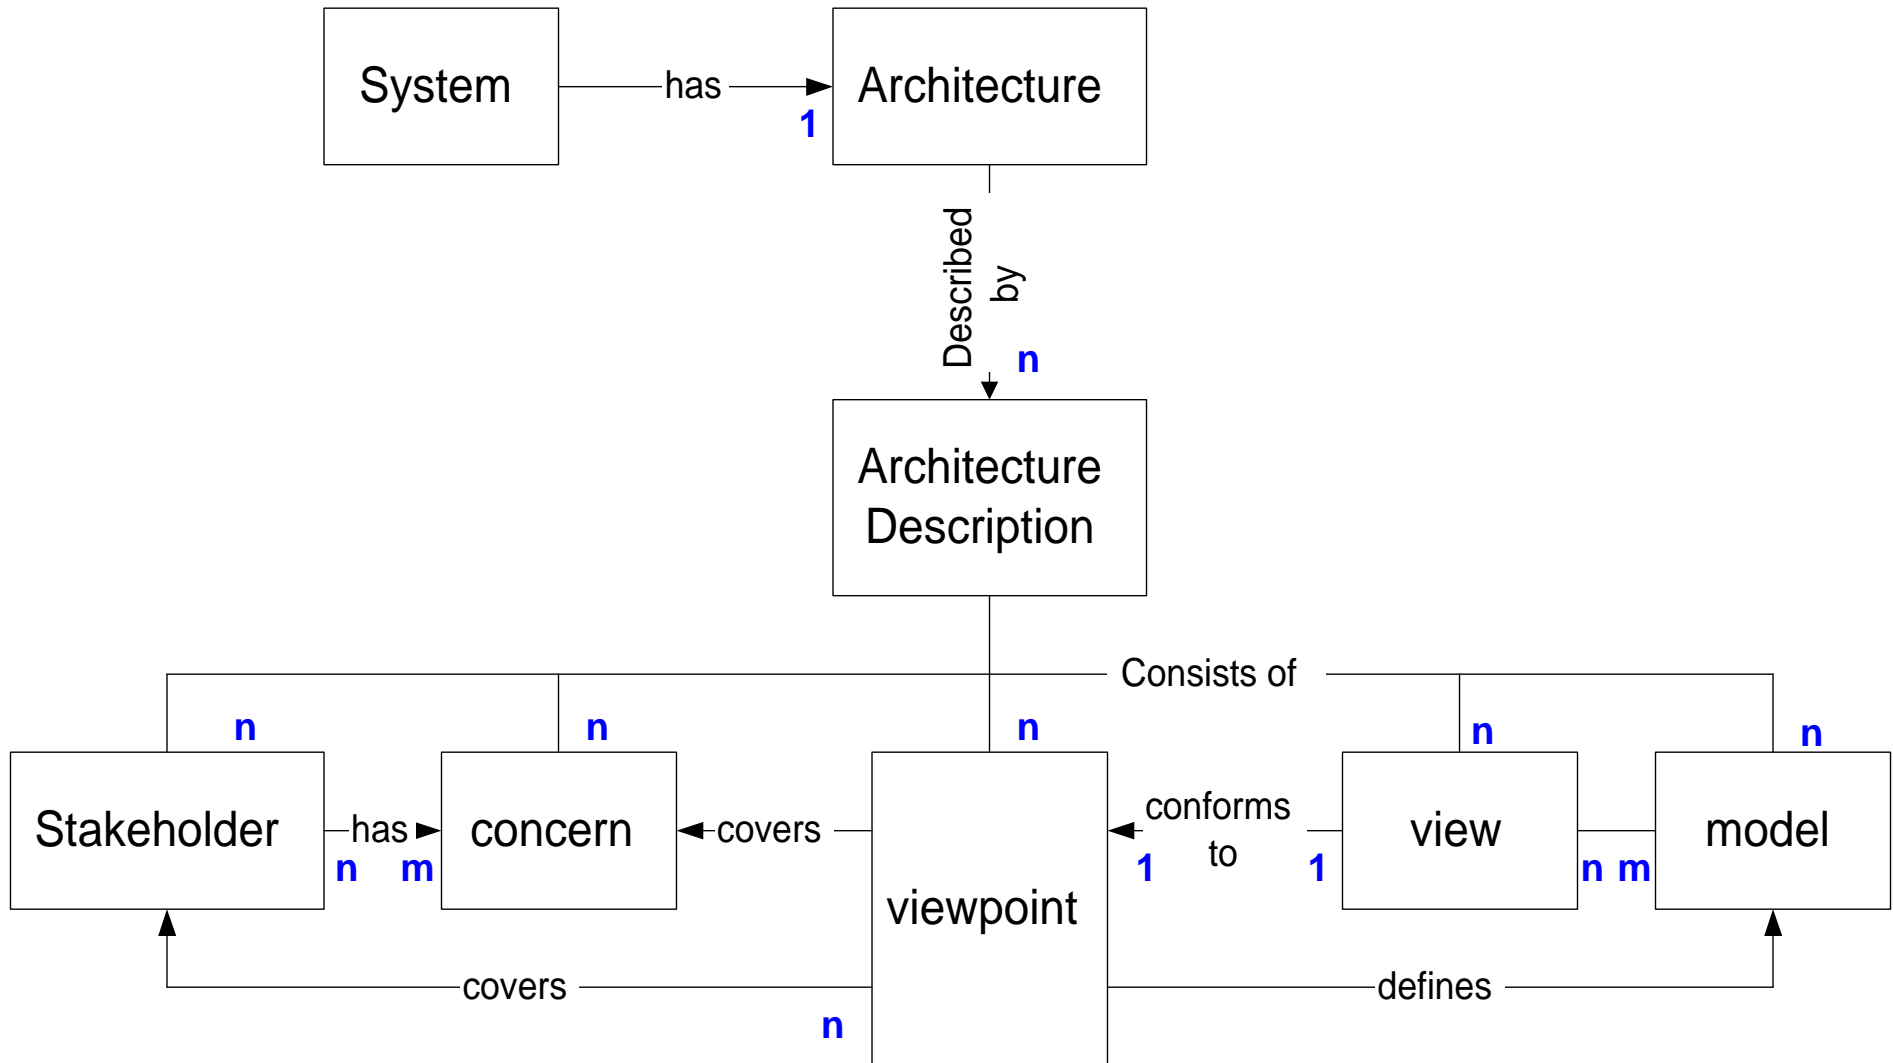 System
has
Architecture
1
Described
by
n
Architecture
Description
Consists of
n
n
n
n
n
Stakeholder
has
n
m
concern
covers
viewpoint
conforms
to
1
1
view
n
m
model
covers
n
defines